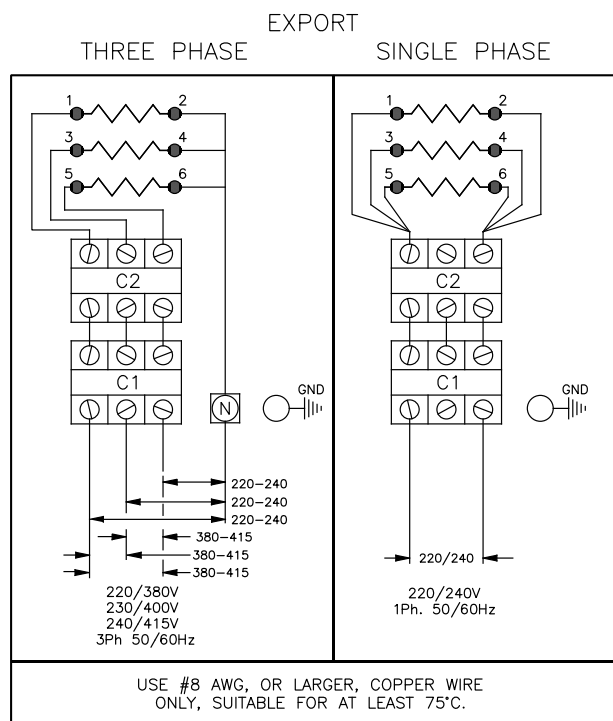 EXPORT
THREE PHASE
SINGLE PHASE
1 2
3 4
5 6
C2
C1
N
GND
220-240
220-240
220-240
380-415
380-415
380-415
220/380V
230/400V
240/415V
3Ph 50/60Hz
1 2
3 4
5 6
C2
C1
GND
220/240
220/240V
1Ph. 50/60Hz
USE #8 AWG, OR LARGER, COPPER WIRE
ONLY, SUITABLE FOR AT LEAST 75°C.